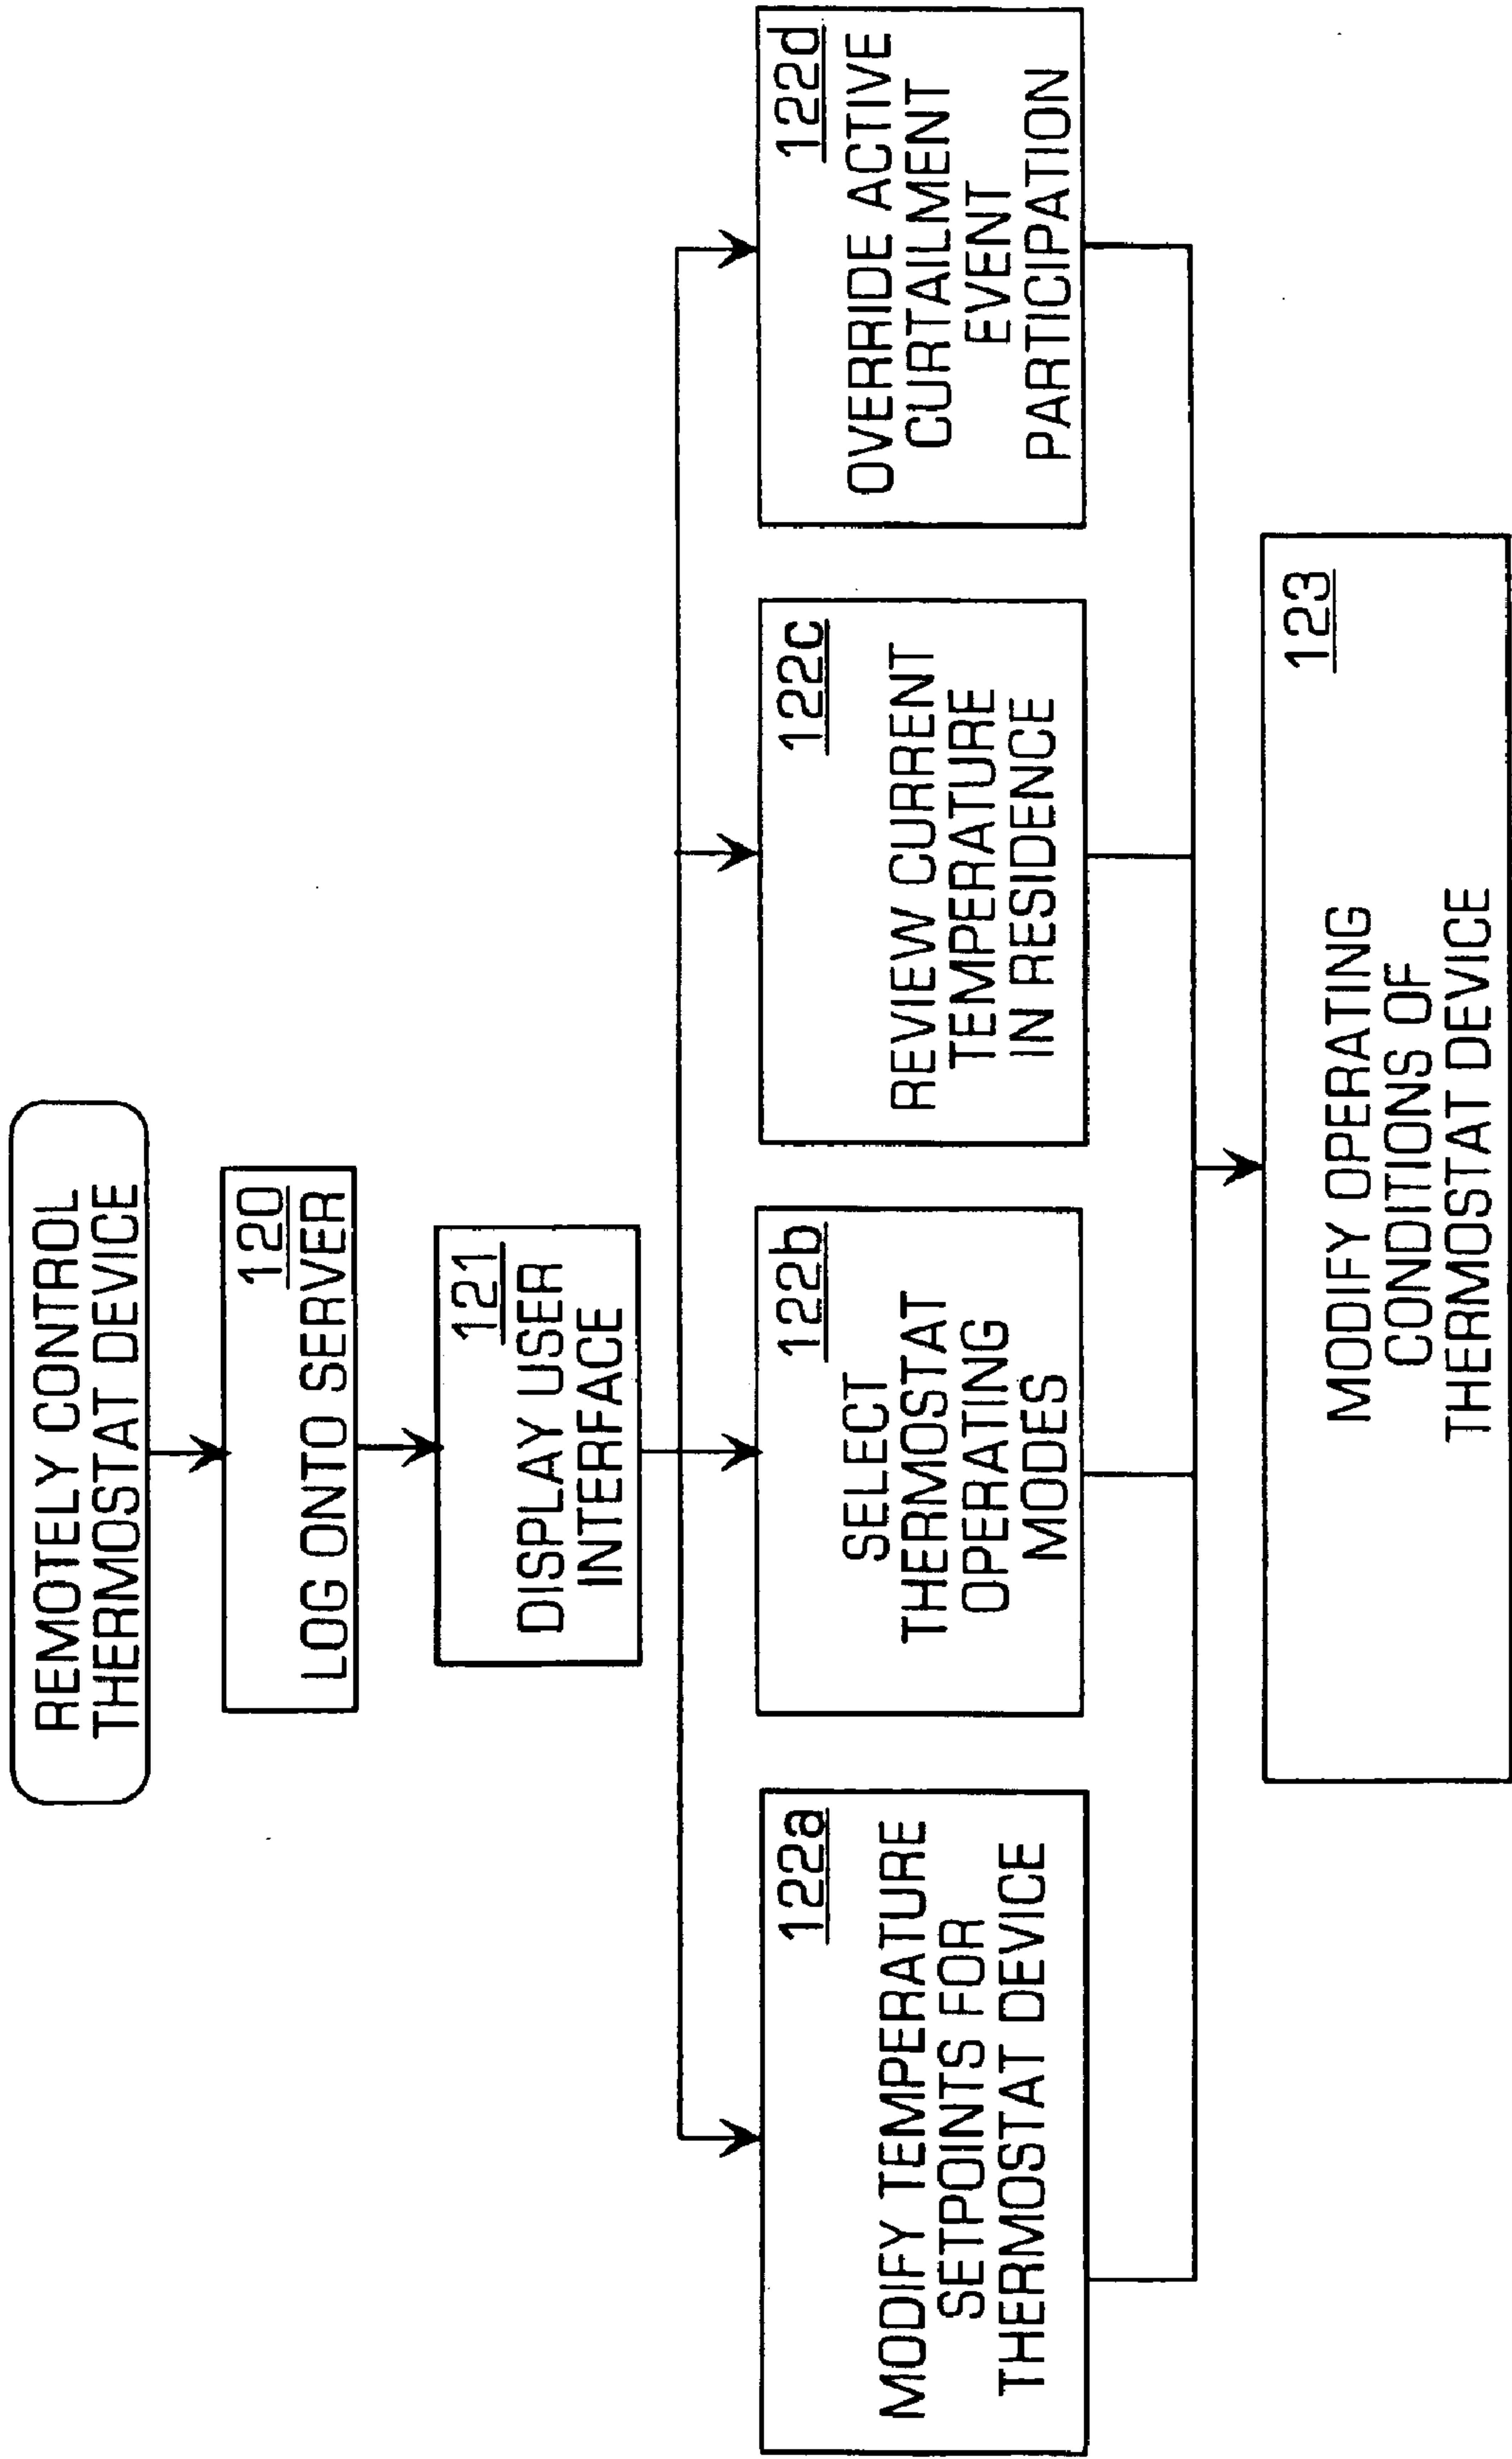 REMOTELY CONTROL
THERMOSTAT DEVICE
120
LOG ONTO SERVER
121
DISPLAY USER
INTERFACE
122a
MODIFY TEMPERATURE
SETPOINTS FOR
THERMOSTAT DEVICE
122b
SELECT
THERMOSTAT
OPERATING
MODES
122c
REVIEW CURRENT
TEMPERATURE
IN RESIDENCE
122d
OVERRIDE ACTIVE
CURTAILMENT
EVENT
PARTICIPATION
123
MODIFY OPERATING
CONDITIONS OF
THERMOSTAT DEVICE